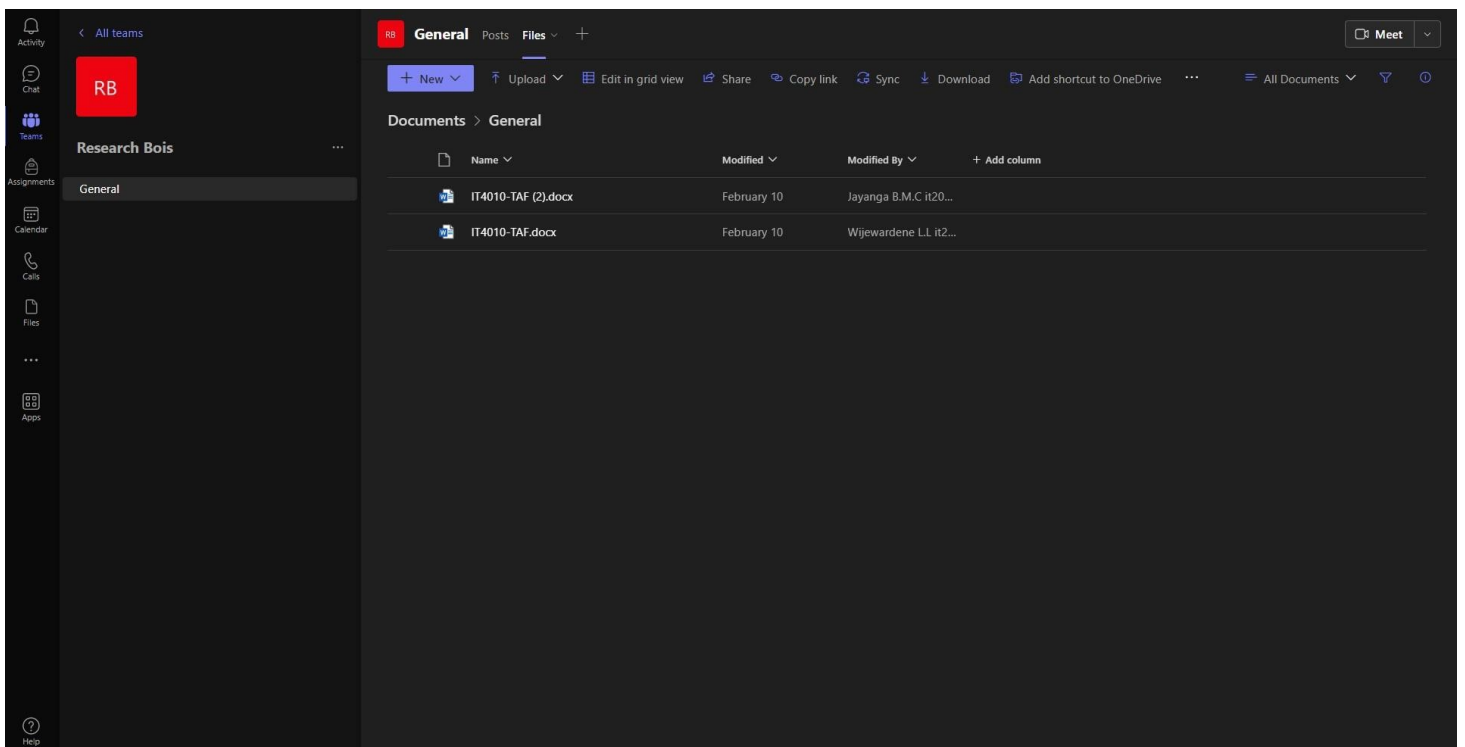 Activity
Chat
Teams
Assignments
Calendar
Calls
Files
...
Apps
Help
All teams
RB
Research Bois
...
General
RB General Posts Files
Meet
New Upload Edit in grid view Share Copy link Sync Download Add shortcut to OneDrive ... All Documents
Documents > General
Name Modified Modified By + Add column
IT4010-TAF (2).docx February 10 Jayanga B.M.C it20...
IT4010-TAF.docx February 10 Wijewardene L.L it2...